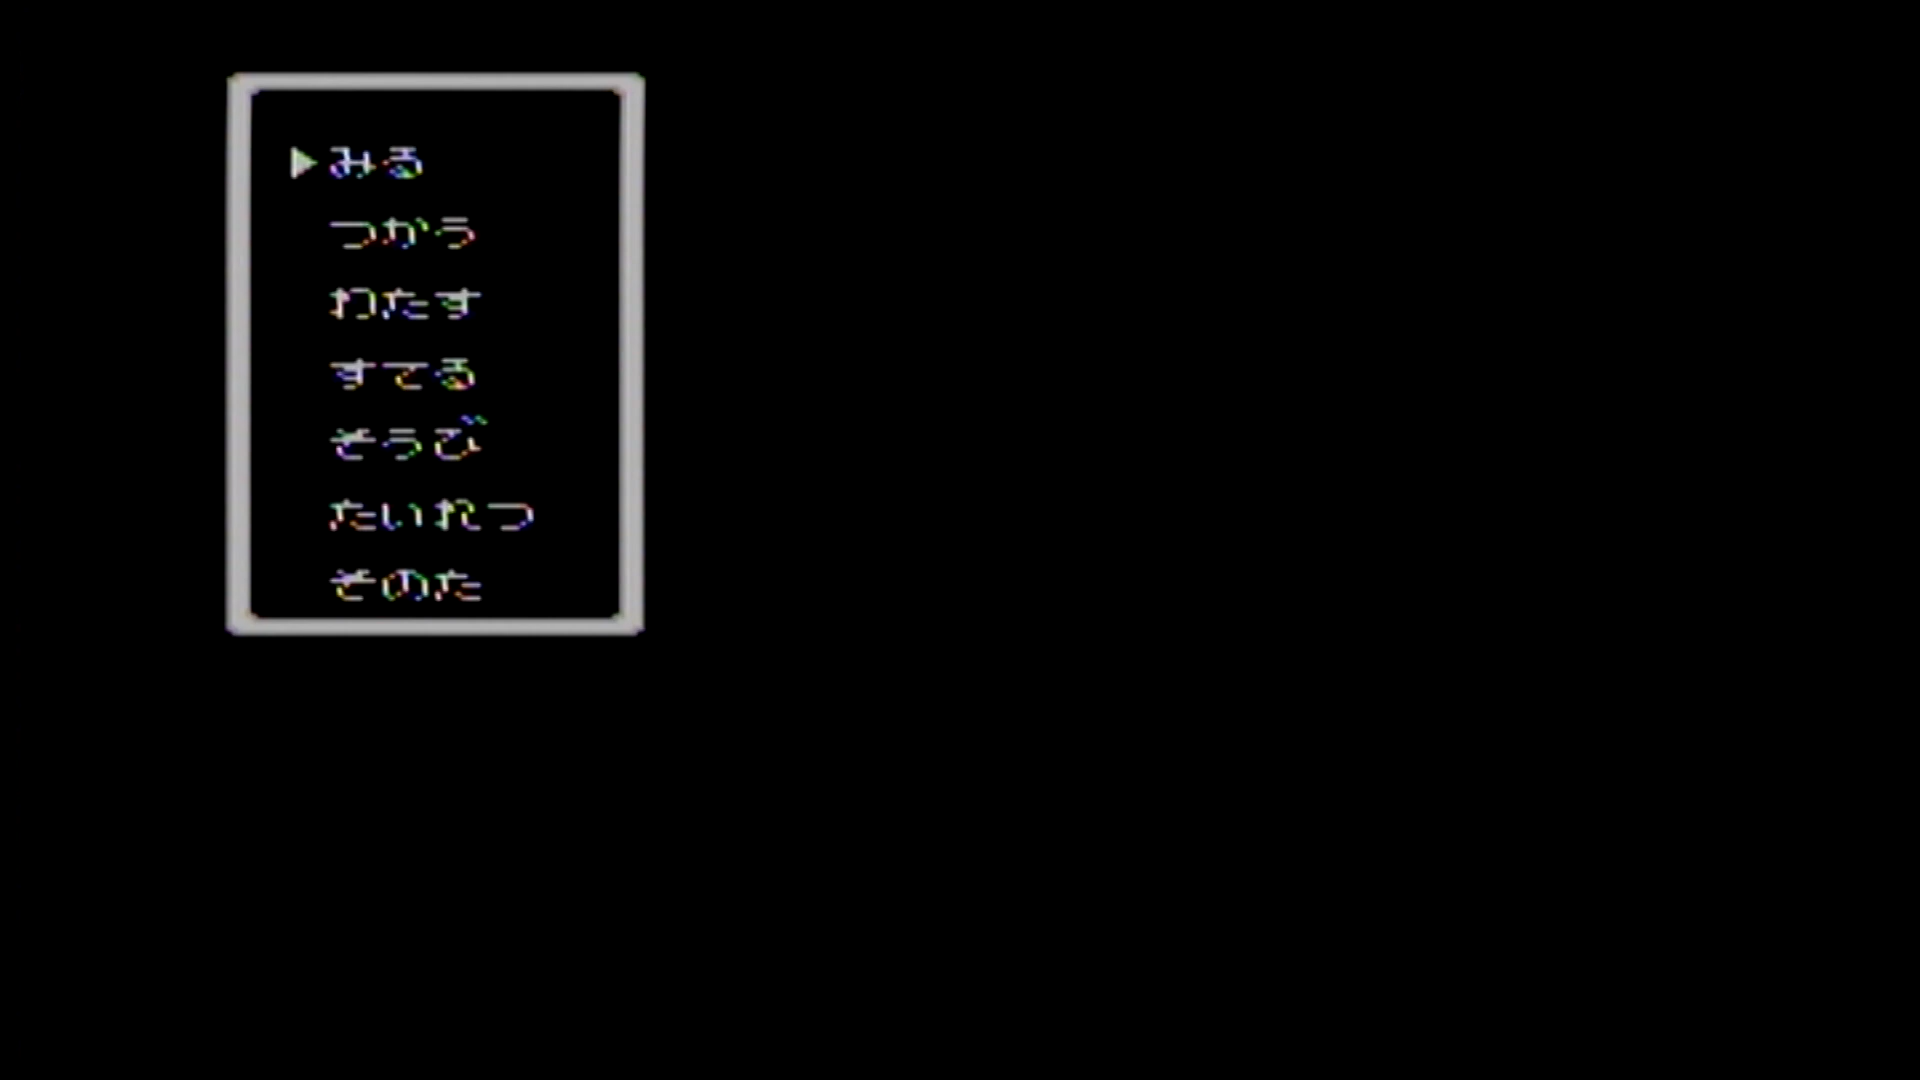 ▶みる
つかう
わたす
すてる
そうび
たいれつ
そのた